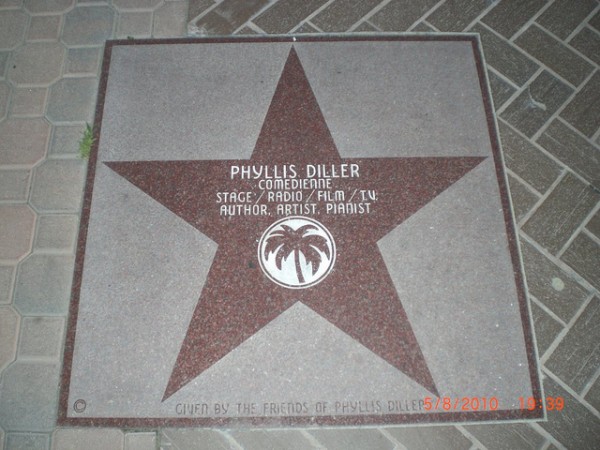 PHYLLIS DILLER
COMEDIENNE
STAGE / RADIO / FILM / T.V.
AUTHOR, ARTIST, PIANIST
© GIVEN BY THE FRIENDS OF PHYLLIS DILLER 5/8/2010 19:39